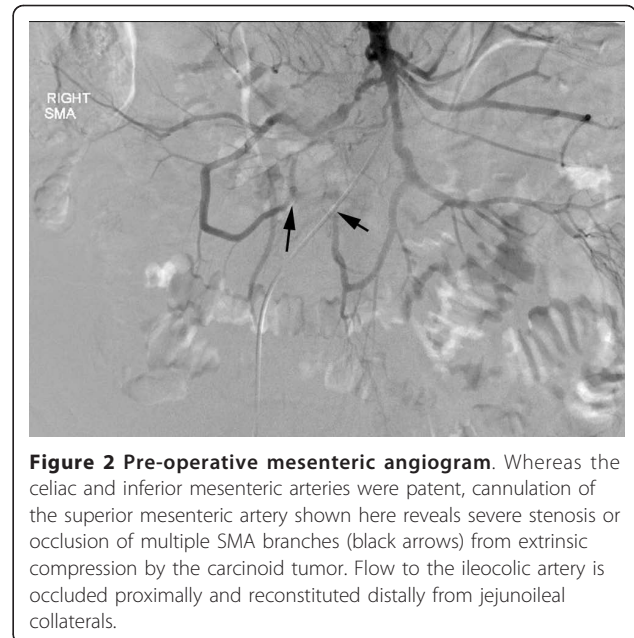 RIGHT
SMA
Figure 2 Pre-operative mesenteric angiogram. Whereas the
celiac and inferior mesenteric arteries were patent, cannulation of
the superior mesenteric artery shown here reveals severe stenosis or
occlusion of multiple SMA branches (black arrows) from extrinsic
compression by the carcinoid tumor. Flow to the ileocolic artery is
occluded proximally and reconstituted distally from jejunoileal
collaterals.